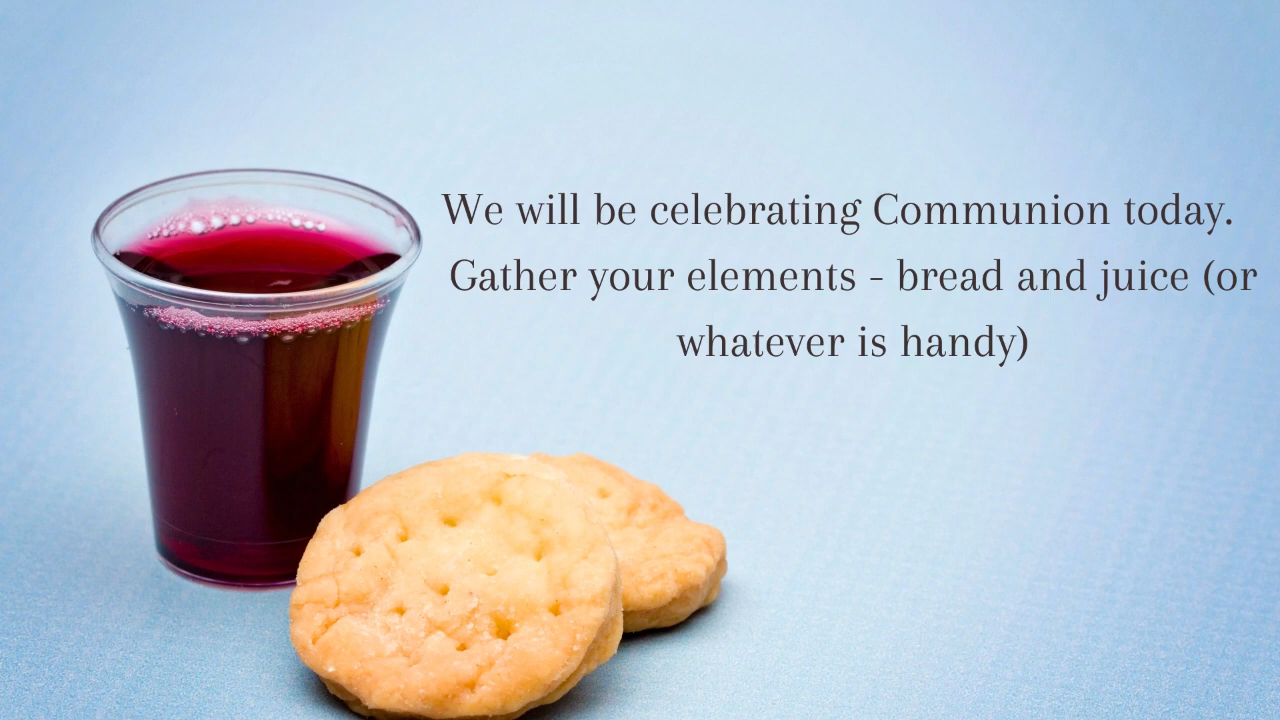 We will be celebrating Communion today.
Gather your elements - bread and juice (or
whatever is handy)